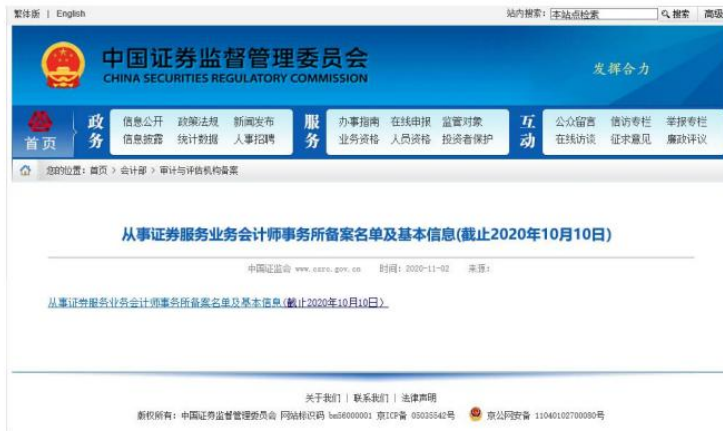 繁体版 | English
站内搜索: 本站点检索 搜索 高级
中国证券监督管理委员会
CHINA SECURITIES REGULATORY COMMISSION
发挥合力
首页
政务
信息公开 政策法规 新闻发布
信息披露 统计数据 人事招聘
服务
办事指南 在线申报 监管对象
业务资格 人员资格 投资者保护
互动
公众留言 信访专栏 举报专栏
在线访谈 征求意见 廉政评议
您的位置: 首页 > 会计部 > 审计与评估机构备案
从事证券服务业务会计师事务所备案名单及基本信息(截止2020年10月10日)
中国证监会 www.csrc.gov.cn 时间: 2020-11-02 来源:
从事证券服务业务会计师事务所备案名单及基本信息(截止2020年10月10日)
关于我们 | 联系我们 | 法律声明
版权所有: 中国证券监督管理委员会 网站标识码 bm56000001 京ICP备 05035542号 京公网安备 11040102700080号